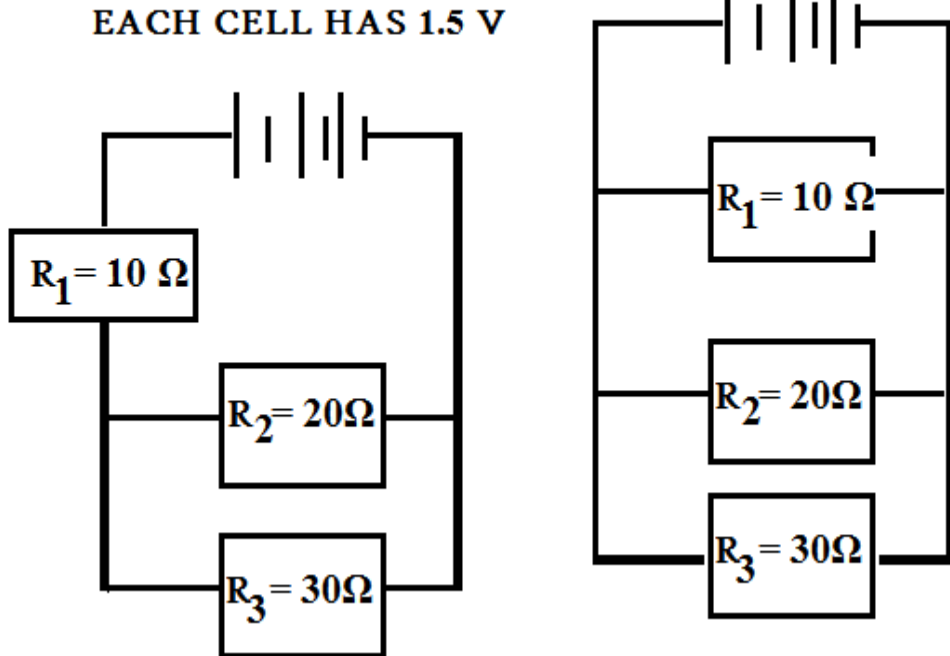 EACH CELL HAS 1.5 V
R1= 10 Ω
R2= 20Ω
R3= 30Ω
R1= 10 Ω
R2= 20Ω
R3= 30Ω